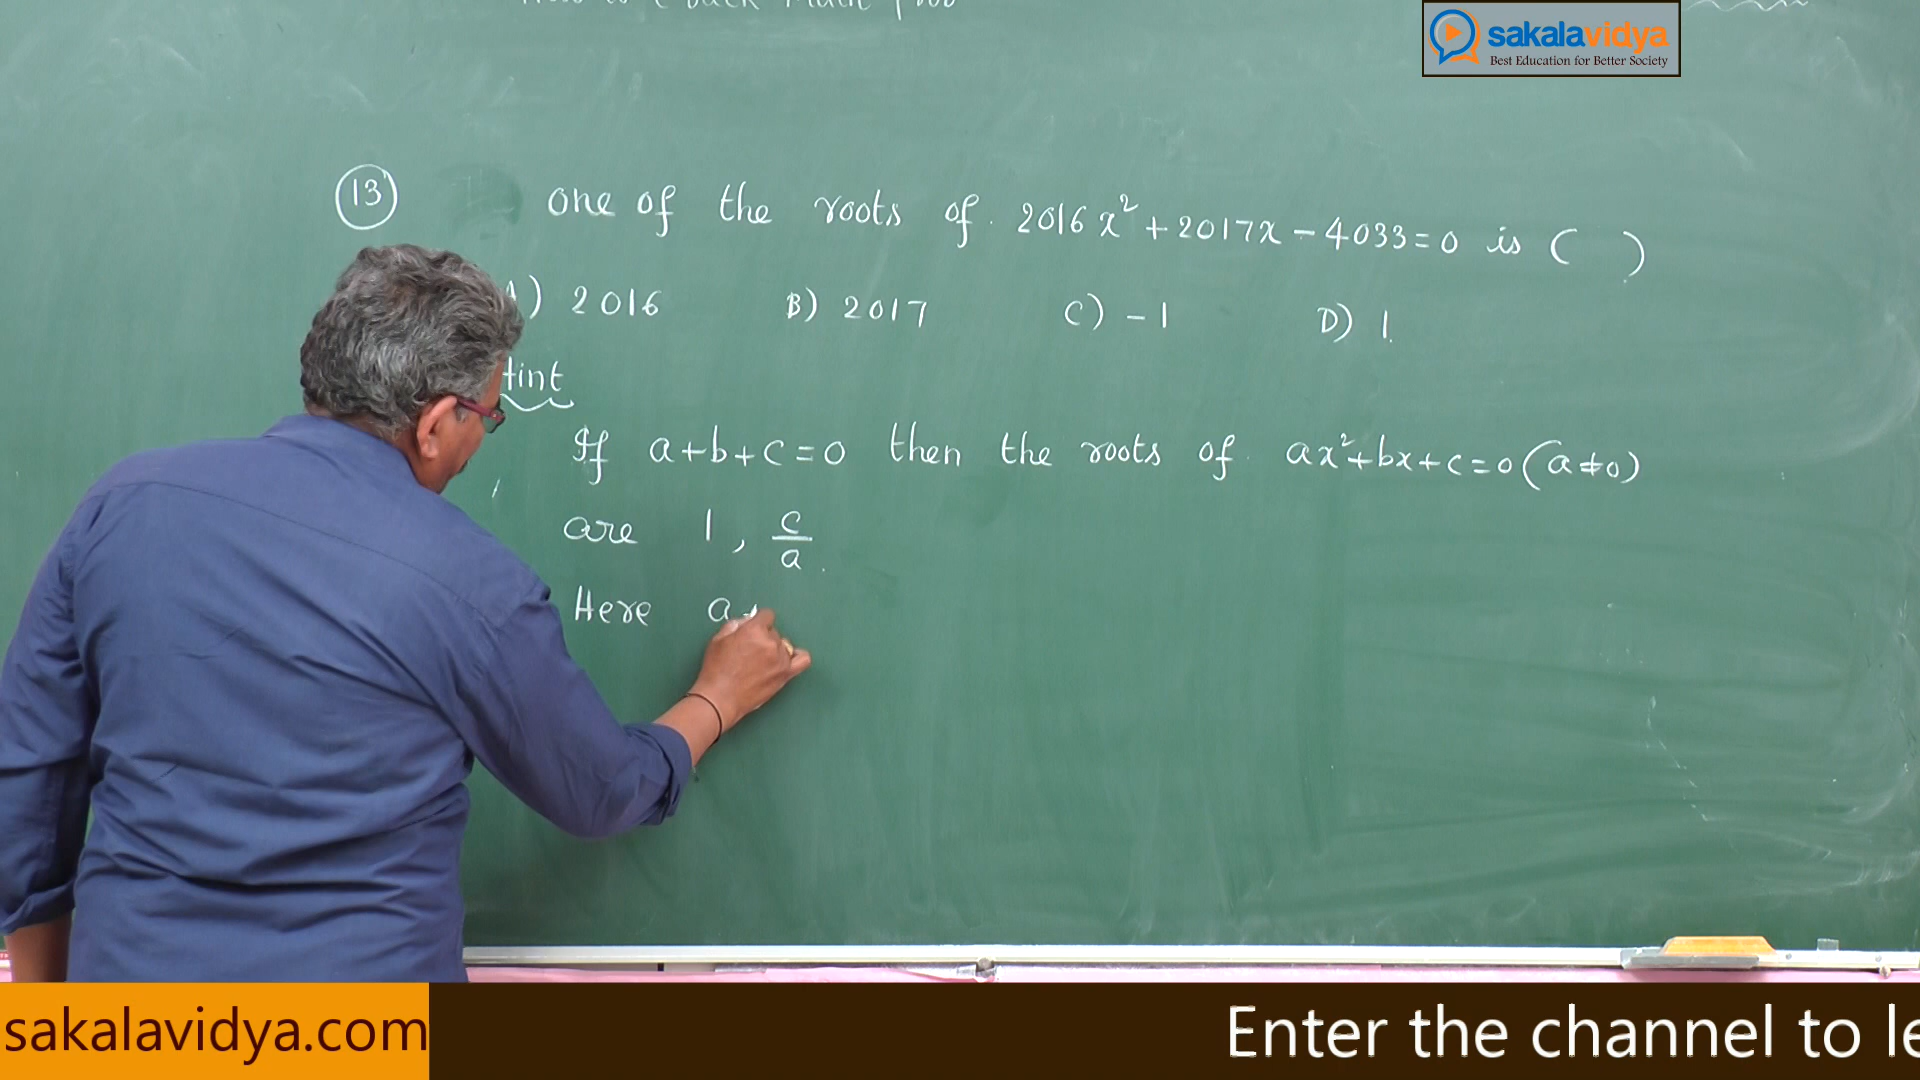 sakalavidya
Best Education for Better Society
13 one of the roots of 2016x²+2017x-4033=0 is ( )
A) 2016 B) 2017 C) -1 D) 1
Hint
If a+b+c=0 then the roots of ax²+bx+c=0 (a≠0)
are 1, c/a.
Here a+
sakalavidya.com
Enter the channel to le